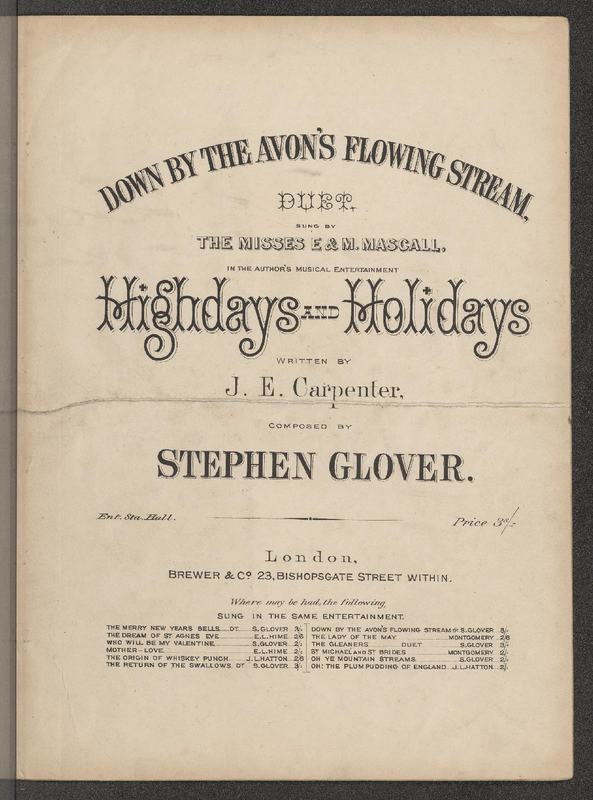 DOWN BY THE AVON'S FLOWING STREAM,
DUET,
SUNG BY
THE MISSES E & M. MASCALL,
IN THE AUTHOR'S MUSICAL ENTERTAINMENT
Highdays AND Holidays
WRITTEN BY
J. E. Carpenter,
COMPOSED BY
STEPHEN GLOVER.
Ent. Sta. Hall. Price 3s/-
London,
BREWER & Co 23, BISHOPSGATE STREET WITHIN.
Where may be had, the following,
SUNG IN THE SAME ENTERTAINMENT.
THE MERRY NEW YEARS BELLS DT. S. GLOVER 3/-
THE DREAM OF ST AGNES EVE E.L. HIME 2/6
WHO WILL BE MY VALENTINE S. GLOVER 2/-
MOTHER-LOVE E.L. HIME 2/-
THE ORIGIN OF WHISKEY PUNCH J.L. HATTON 2/6
THE RETURN OF THE SWALLOWS DT S. GLOVER 3/-
DOWN BY THE AVON'S FLOWING STREAM S. GLOVER 3/-
THE LADY OF THE MAY MONTGOMERY 2/6
THE GLEANERS DUET S. GLOVER 3/-
ST MICHAEL AND ST BRIDES MONTGOMERY 2/-
OH YE MOUNTAIN STREAMS S. GLOVER 2/-
OH! THE PLUM PUDDING OF ENGLAND J.L. HATTON 2/-